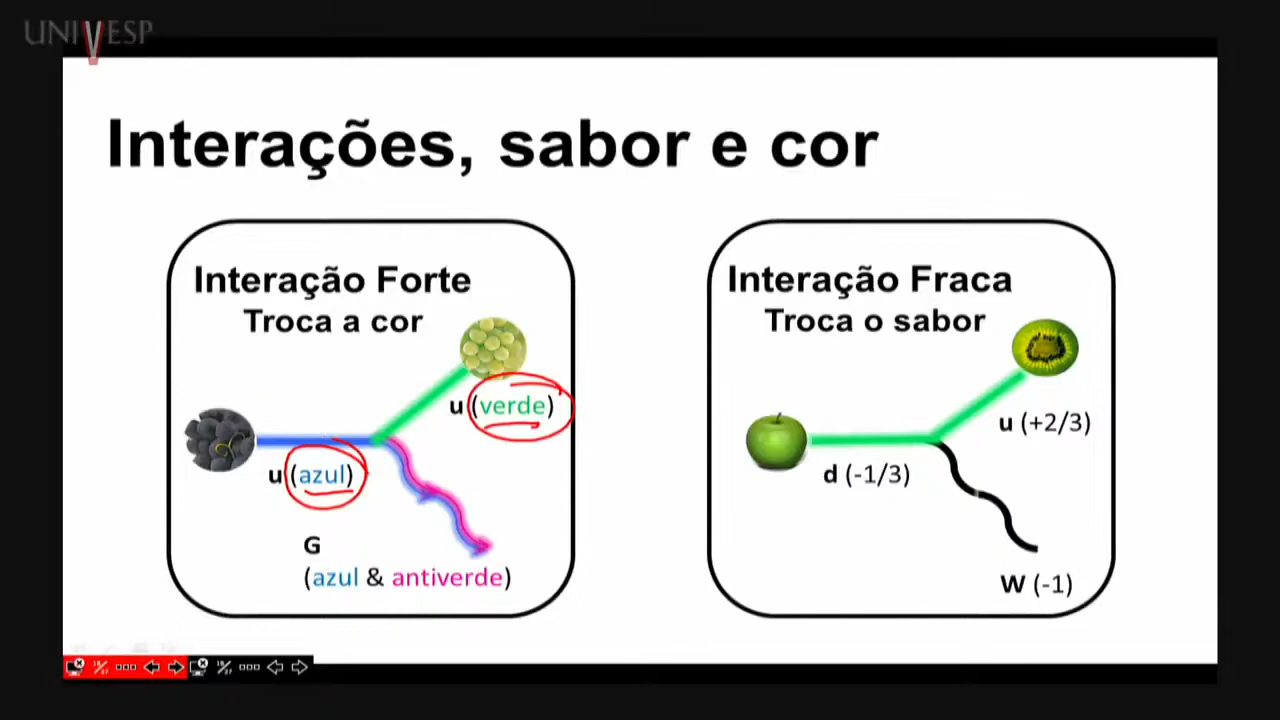 UNIVESP
Interações, sabor e cor
Interação Forte
Troca a cor
u (verde)
u (azul)
G
(azul & antiverde)
Interação Fraca
Troca o sabor
u (+2/3)
d (-1/3)
W (-1)